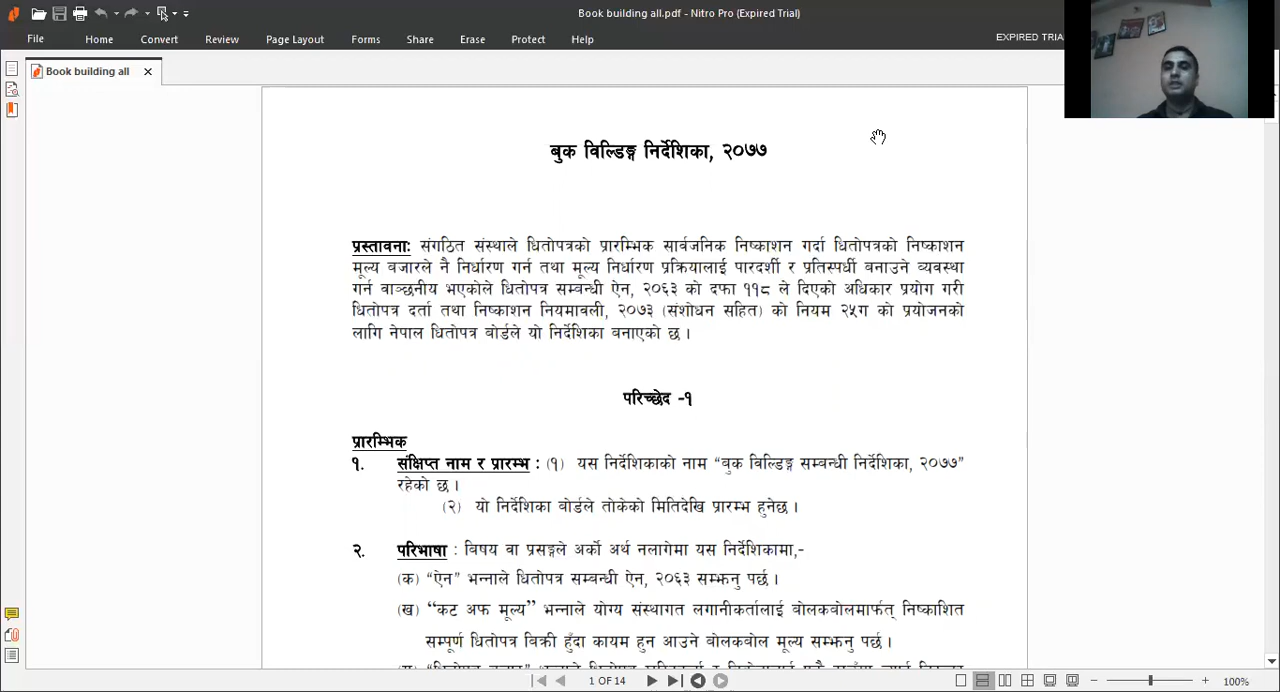 Book building all.pdf - Nitro Pro (Expired Trial)
File Home Convert Review Page Layout Forms Share Erase Protect Help
EXPIRED TRIA
Book building all
बुक विल्डिङ्ग निर्देशिका, २०७७
प्रस्तावनाः संगठित संस्थाले धितोपत्रको प्रारम्भिक सार्वजनिक निष्काशन गर्दा धितोपत्रको निष्काशन
मूल्य बजारले नै निर्धारण गर्न तथा मूल्य निर्धारण प्रक्रियालाई पारदर्शी र प्रतिस्पर्धी बनाउने व्यवस्था
गर्न वाञ्छनीय भएकोले धितोपत्र सम्वन्धी ऐन, २०६३ को दफा ११८ ले दिएको अधिकार प्रयोग गरी
धितोपत्र दर्ता तथा निष्काशन नियमावली, २०७३ (संशोधन सहित) को नियम २५ग को प्रयोजनको
लागि नेपाल धितोपत्र बोर्डले यो निर्देशिका बनाएको छ ।
परिच्छेद -१
प्रारम्भिक
१. संक्षिप्त नाम र प्रारम्भ : (१) यस निर्देशिकाको नाम “बुक विल्डिङ्ग सम्बन्धी निर्देशिका, २०७७”
रहेको छ ।
(२) यो निर्देशिका बोर्डले तोकेको मितिदेखि प्रारम्भ हुनेछ ।
२. परिभाषा : विषय वा प्रसङ्गले अर्को अर्थ नलागेमा यस निर्देशिकामा,-
(क) “ऐन” भन्नाले धितोपत्र सम्बन्धी ऐन, २०६३ सम्झनु पर्छ ।
(ख) “कट अफ मूल्य” भन्नाले योग्य संस्थागत लगानीकर्तालाई बोलकबोलमार्फत् निष्काशित
सम्पूर्ण धितोपत्र बिक्री हुँदा कायम हुन आउने बोलकबोल मूल्य सम्झनु पर्छ ।
1 OF 14
100%